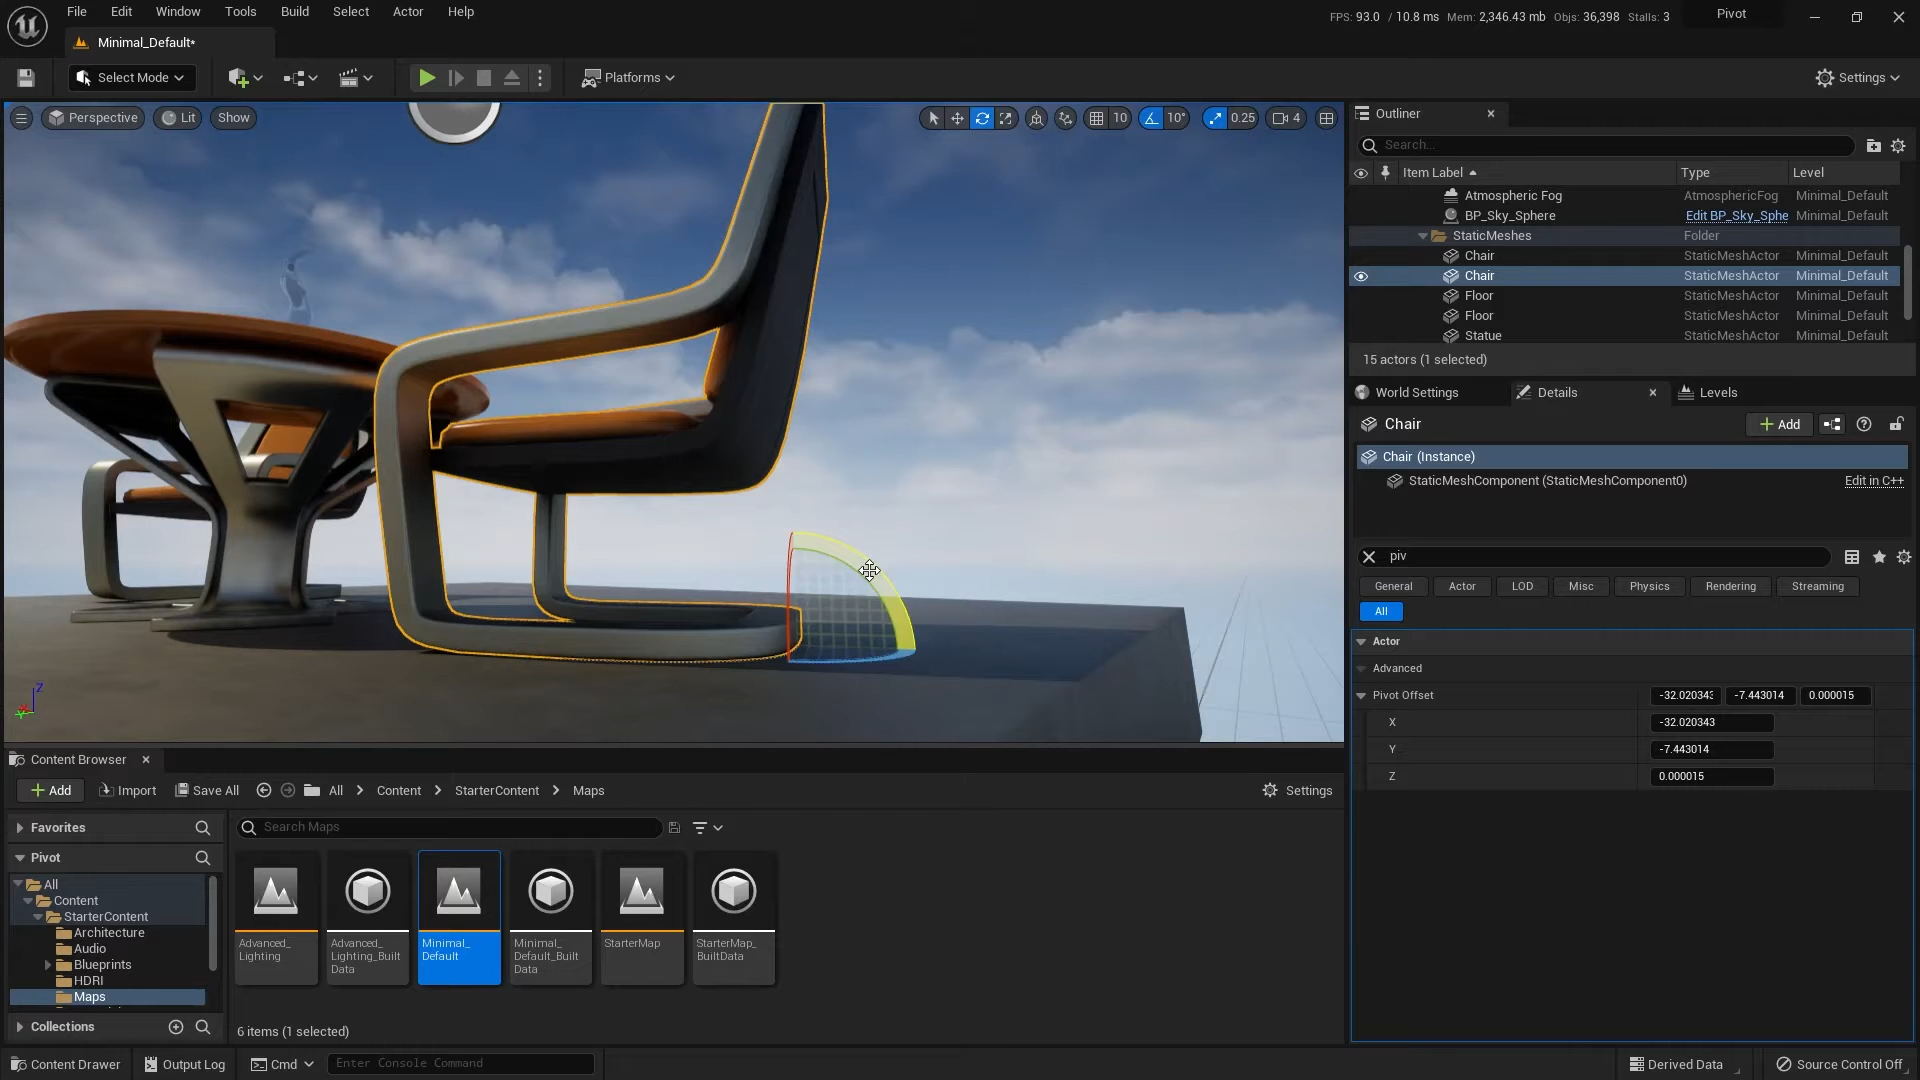 File Edit Window Tools Build Select Actor Help
FPS: 93.0 / 10.8 ms Mem: 2,346.43 mb Objs: 36,398 Stalls: 3 Pivot
Minimal_Default*
Select Mode Platforms Settings
Perspective Lit Show 10 10° 0.25 4
Outliner
Search...
Item Label Type Level
Atmospheric Fog AtmosphericFog Minimal_Default
BP_Sky_Sphere Edit BP_Sky_Sphe Minimal_Default
StaticMeshes Folder
Chair StaticMeshActor Minimal_Default
Chair StaticMeshActor Minimal_Default
Floor StaticMeshActor Minimal_Default
Floor StaticMeshActor Minimal_Default
Statue StaticMeshActor Minimal_Default
15 actors (1 selected)
World Settings Details Levels
Chair Add
Chair (Instance)
StaticMeshComponent (StaticMeshComponent0) Edit in C++
piv
General Actor LOD Misc Physics Rendering Streaming
All
Actor
Advanced
Pivot Offset -32.020343 -7.443014 0.000015
X -32.020343
Y -7.443014
Z 0.000015
Z
Content Browser
Add Import Save All All Content StarterContent Maps Settings
Favorites
Search Maps
Pivot
All
Content
StarterContent
Architecture
Audio
Blueprints
HDRI
Maps
Collections
Advanced_
Lighting
Advanced_
Lighting_Built
Data
Minimal_
Default
Minimal_
Default_Built
Data
StarterMap
StarterMap_
BuiltData
6 items (1 selected)
Content Drawer Output Log Cmd Enter Console Command Derived Data Source Control Off